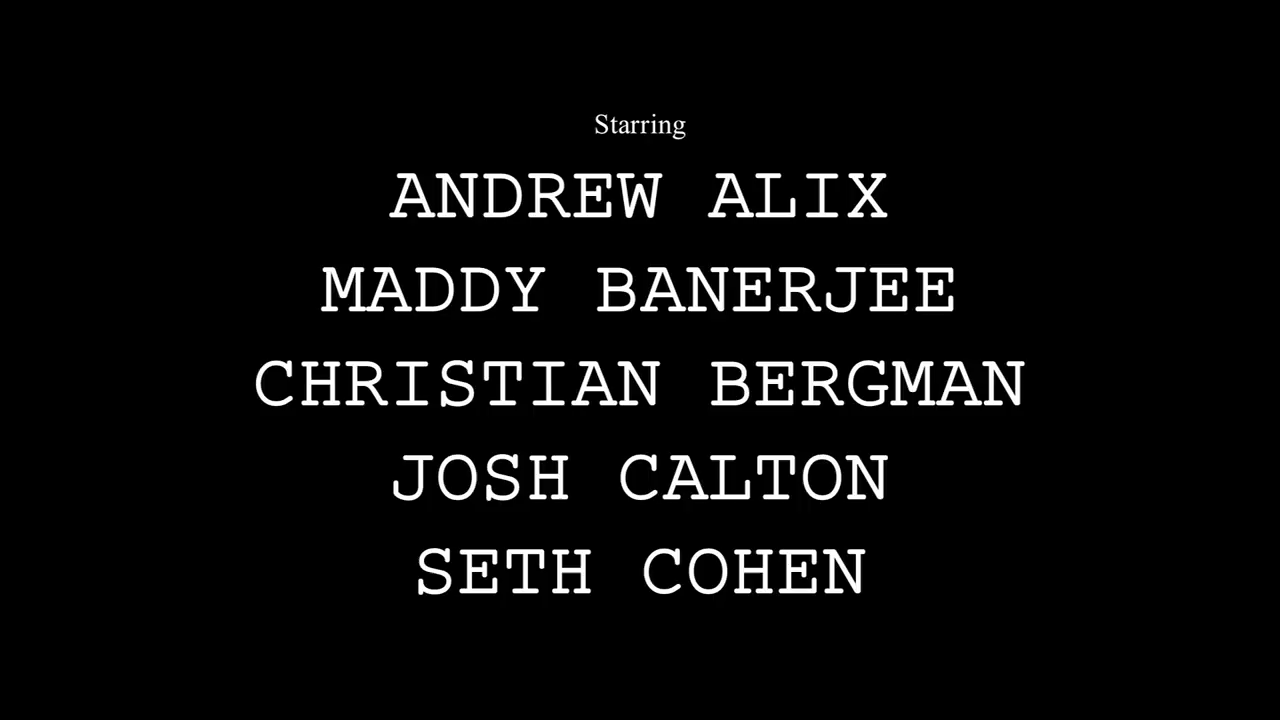 Starring
ANDREW ALIX
MADDY BANERJEE
CHRISTIAN BERGMAN
JOSH CALTON
SETH COHEN